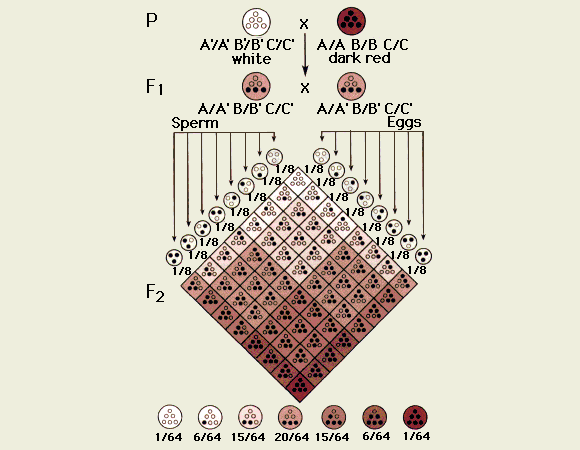 P
x
A'/A' B'/B' C'/C'
A/A B/B C/C
white
dark red
F1
x
A/A' B/B' C/C'
A/A' B/B' C/C'
Sperm
Eggs
1/8 1/8
1/8 1/8
1/8 1/8
1/8 1/8
1/8 1/8
1/8 1/8
1/8 1/8
1/8 1/8
F2
1/64 6/64 15/64 20/64 15/64 6/64 1/64